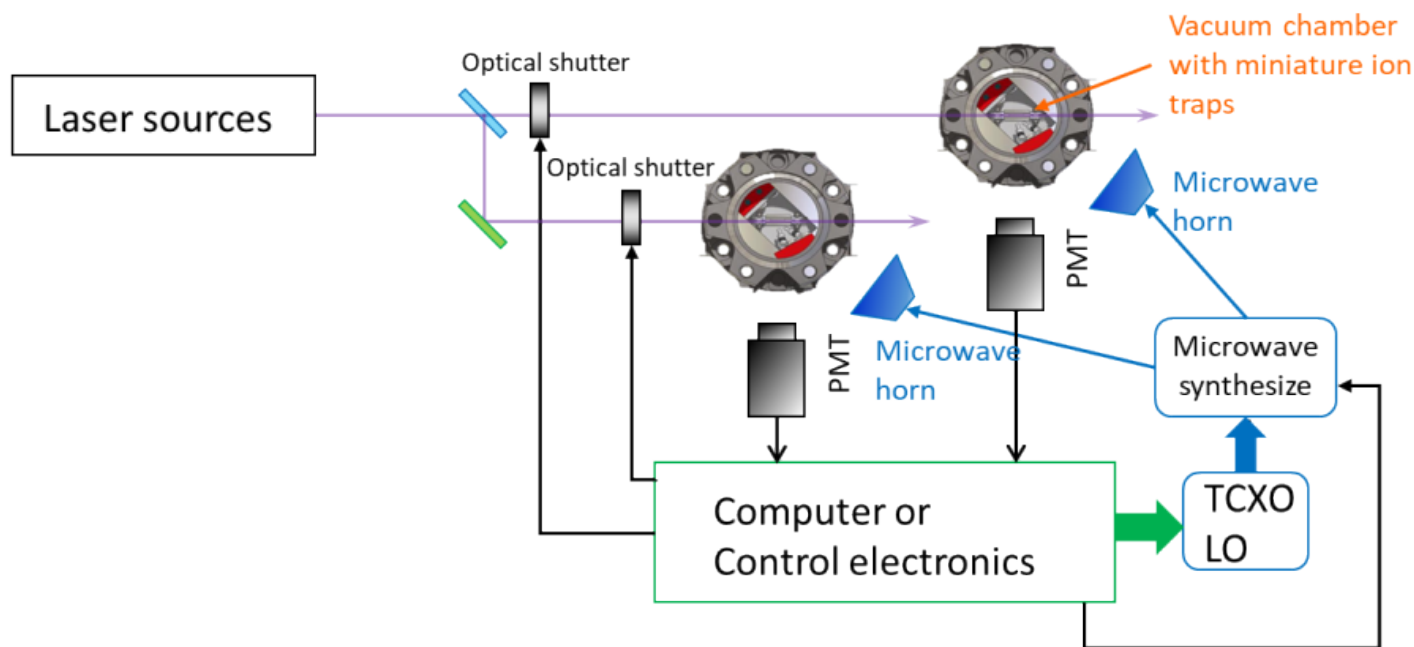 Vacuum chamber
with miniature ion
traps
Optical shutter
Laser sources
Optical shutter
Microwave
horn
PMT
PMT
Microwave
horn
Microwave
synthesize
TCXO
LO
Computer or
Control electronics